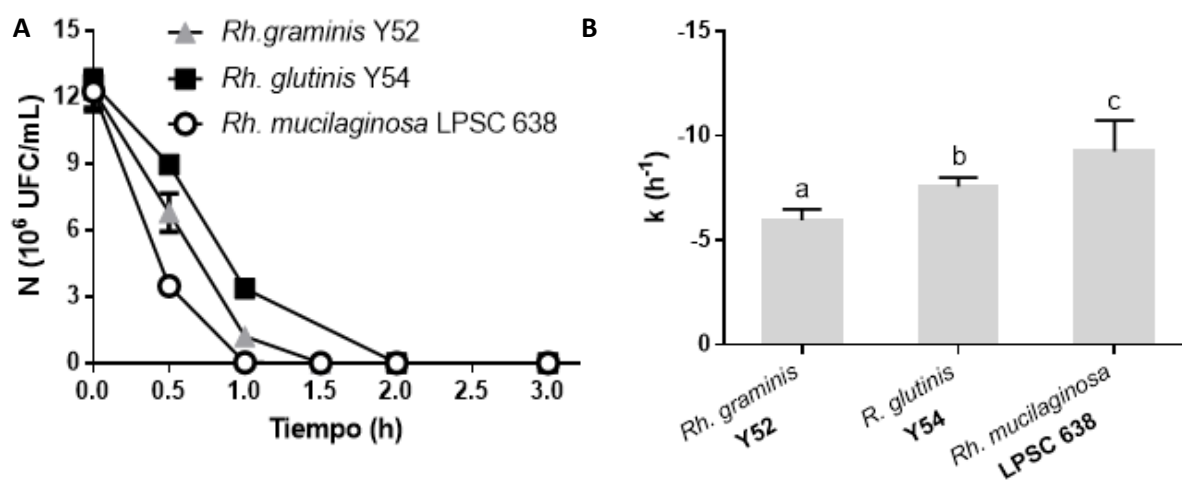 A
15
12
9
6
3
0
N (10⁶ UFC/mL)
Rh.graminis Y52
Rh. glutinis Y54
Rh. mucilaginosa LPSC 638
0.0 0.5 1.0 1.5 2.0 2.5 3.0
Tiempo (h)
B
-15
-10
-5
0
k (h⁻¹)
a
b
c
Rh. graminis
Y52
R. glutinis
Y54
Rh. mucilaginosa
LPSC 638